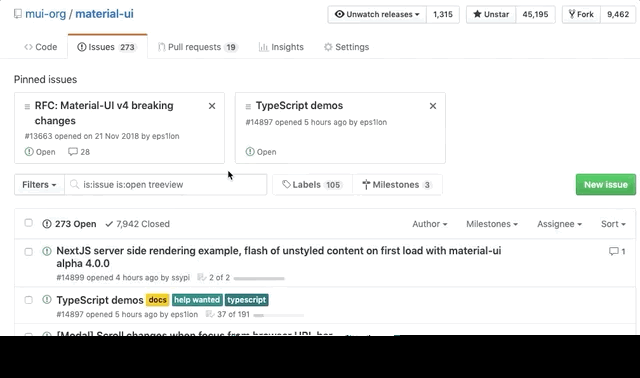 mui-org / material-ui
Unwatch releases 1,315
Unstar 45,195
Fork 9,462
Code
Issues 273
Pull requests 19
Insights
Settings
Pinned issues
RFC: Material-UI v4 breaking
changes
#13663 opened on 21 Nov 2018 by eps1lon
Open 28
TypeScript demos
#14897 opened 5 hours ago by eps1lon
Open
Filters
is:issue is:open treeview
Labels 105
Milestones 3
New issue
273 Open 7,942 Closed
Author
Milestones
Assignee
Sort
NextJS server side rendering example, flash of unstyled content on first load with material-ui
alpha 4.0.0
1
#14899 opened 4 hours ago by ssypi 2 of 2
TypeScript demos docs help wanted typescript
#14897 opened 5 hours ago by eps1lon 37 of 191
[Modal] Scroll changes when focus from browser URL bar